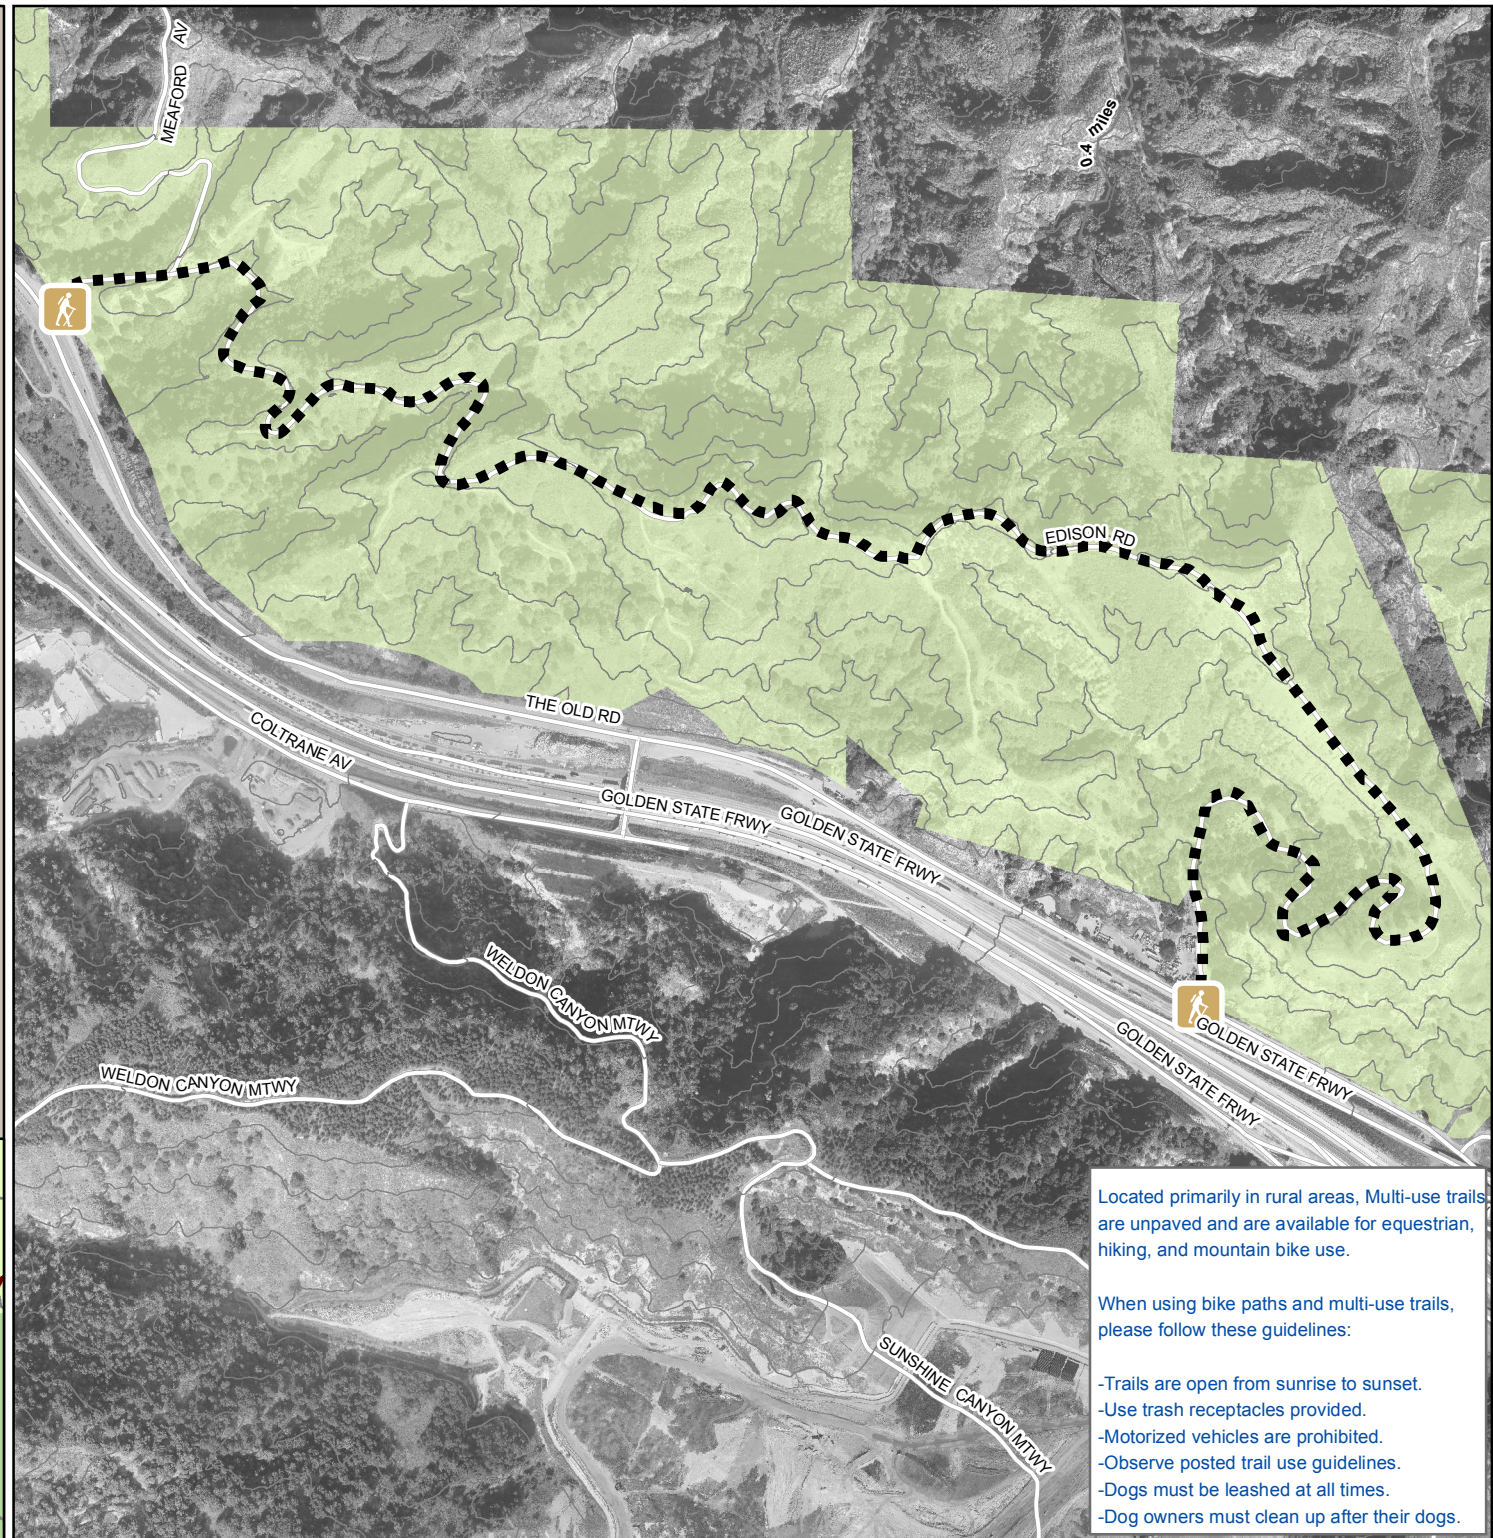 MEAFORD AV
0.4 miles
EDISON RD
THE OLD RD
COLTRANE AV
GOLDEN STATE FRWY
GOLDEN STATE FRWY
WELDON CANYON MTWY
GOLDEN STATE FRWY
GOLDEN STATE FRWY
WELDON CANYON MTWY
SUNSHINE CANYON MTWY
Located primarily in rural areas, Multi-use trails
are unpaved and are available for equestrian,
hiking, and mountain bike use.
When using bike paths and multi-use trails,
please follow these guidelines:
-Trails are open from sunrise to sunset.
-Use trash receptacles provided.
-Motorized vehicles are prohibited.
-Observe posted trail use guidelines.
-Dogs must be leashed at all times.
-Dog owners must clean up after their dogs.